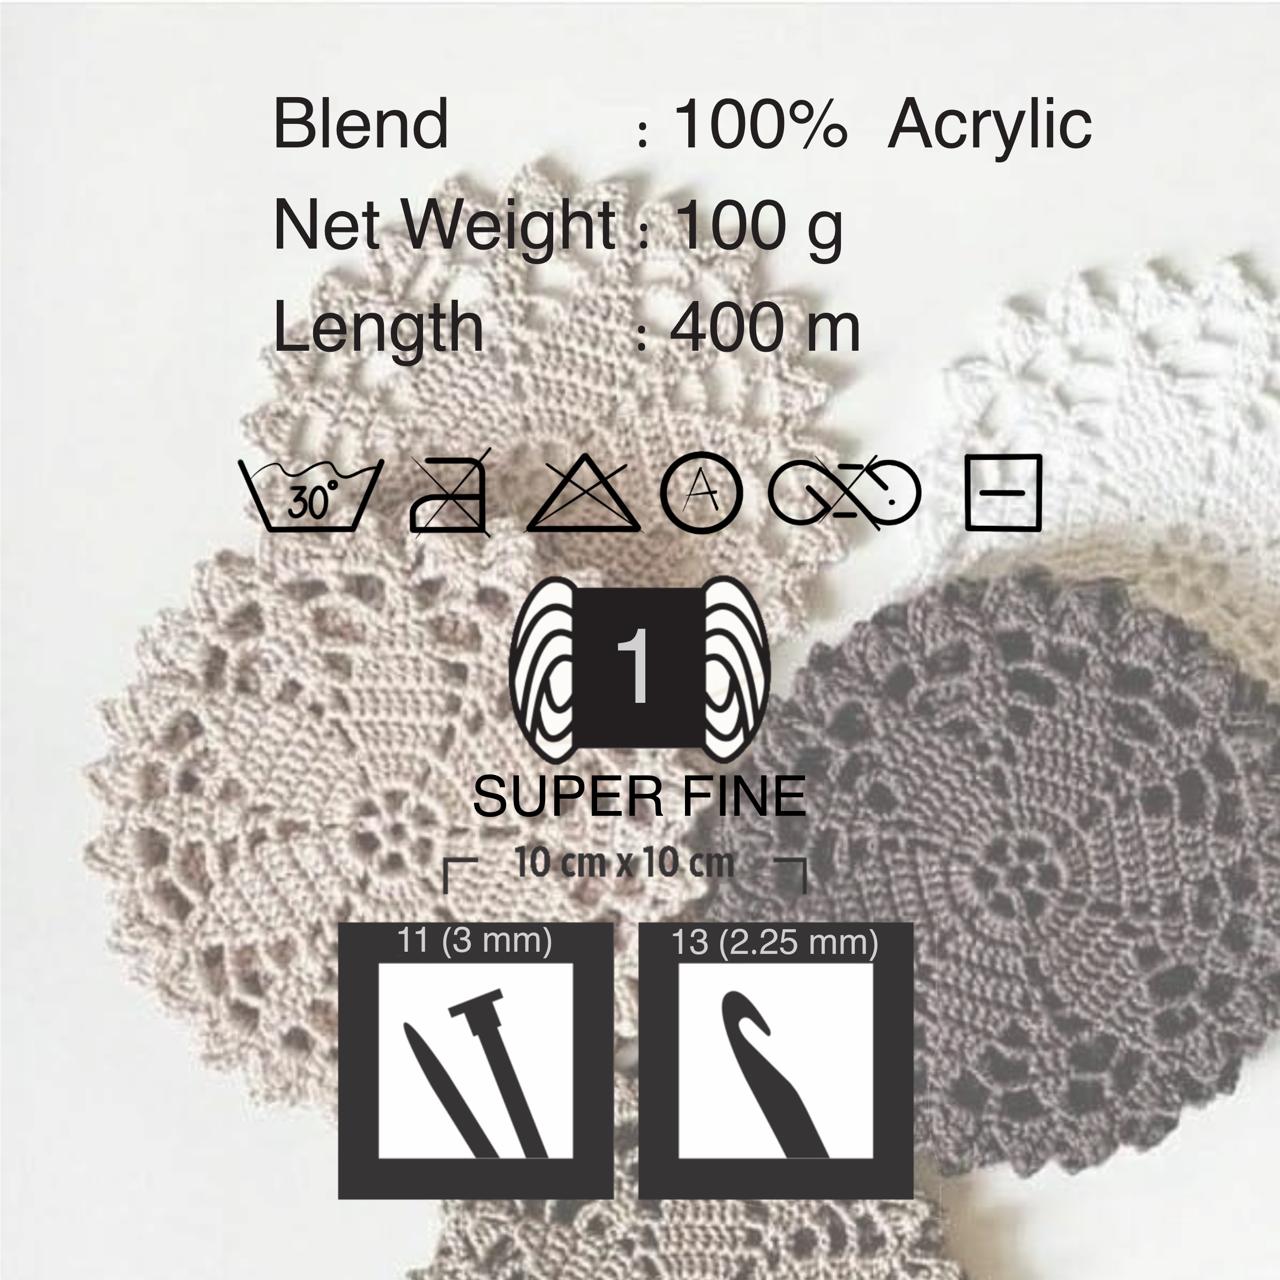 Blend : 100% Acrylic
Net Weight : 100 g
Length : 400 m
30° A
1
SUPER FINE
10 cm x 10 cm
11 (3 mm) 13 (2.25 mm)